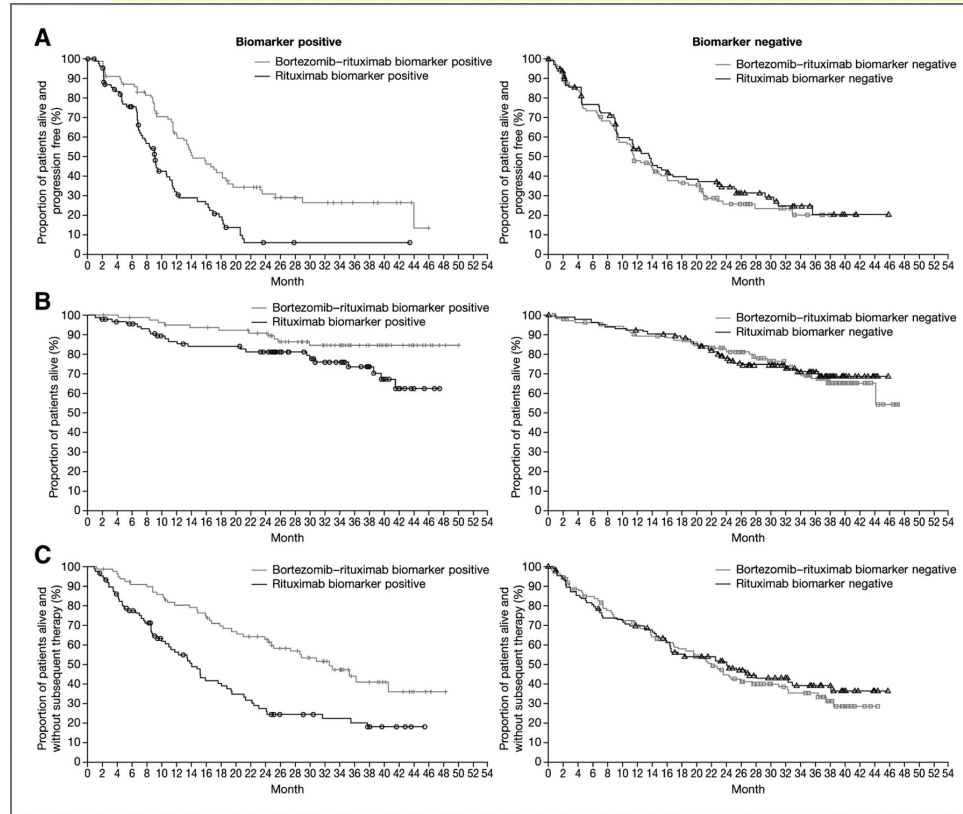 A
Biomarker positive
Biomarker negative
Bortezomib–rituximab biomarker positive
Rituximab biomarker positive
Bortezomib–rituximab biomarker negative
Rituximab biomarker negative
Proportion of patients alive and
progression free (%)
100
90
80
70
60
50
40
30
20
10
0
0 2 4 6 8 10 12 14 16 18 20 22 24 26 28 30 32 34 36 38 40 42 44 46 48 50 52 54
Month
Proportion of patients alive and
progression free (%)
100
90
80
70
60
50
40
30
20
10
0
0 2 4 6 8 10 12 14 16 18 20 22 24 26 28 30 32 34 36 38 40 42 44 46 48 50 52 54
Month
B
Bortezomib–rituximab biomarker positive
Rituximab biomarker positive
Bortezomib–rituximab biomarker negative
Rituximab biomarker negative
Proportion of patients alive (%)
100
90
80
70
60
50
40
30
20
10
0
0 2 4 6 8 10 12 14 16 18 20 22 24 26 28 30 32 34 36 38 40 42 44 46 48 50 52 54
Month
Proportion of patients alive (%)
100
90
80
70
60
50
40
30
20
10
0
0 2 4 6 8 10 12 14 16 18 20 22 24 26 28 30 32 34 36 38 40 42 44 46 48 50 52 54
Month
C
Bortezomib–rituximab biomarker positive
Rituximab biomarker positive
Bortezomib–rituximab biomarker negative
Rituximab biomarker negative
Proportion of patients alive and
without subsequent therapy (%)
100
90
80
70
60
50
40
30
20
10
0
0 2 4 6 8 10 12 14 16 18 20 22 24 26 28 30 32 34 36 38 40 42 44 46 48 50 52 54
Month
Proportion of patients alive and
without subsequent therapy (%)
100
90
80
70
60
50
40
30
20
10
0
0 2 4 6 8 10 12 14 16 18 20 22 24 26 28 30 32 34 36 38 40 42 44 46 48 50 52 54
Month